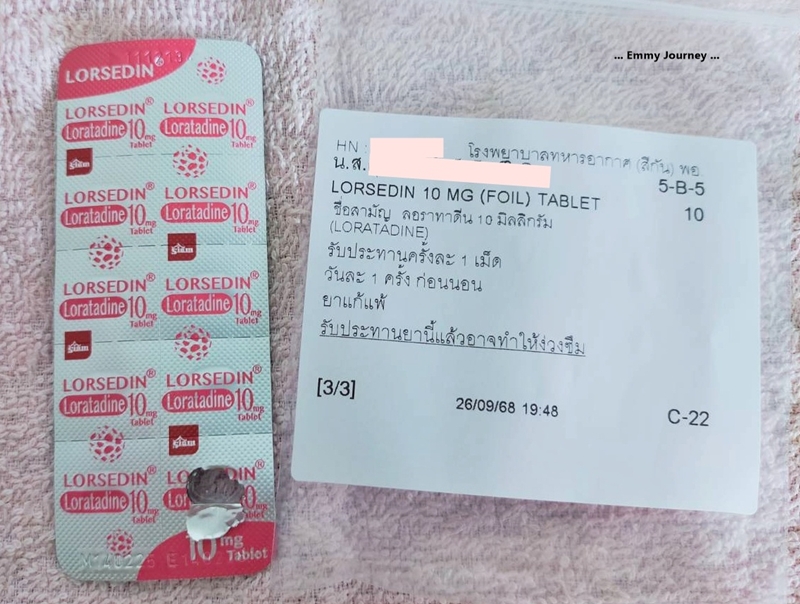 ... Emmy Journey ...
LORSEDIN®
LORSEDIN® LORSEDIN®
Loratadine 10 mg Tablet Loratadine 10 mg Tablet
LORSEDIN® LORSEDIN®
Loratadine 10 mg Tablet Loratadine 10 mg Tablet
LORSEDIN® LORSEDIN®
Loratadine 10 mg Tablet Loratadine 10 mg Tablet
LORSEDIN® LORSEDIN®
Loratadine 10 mg Tablet Loratadine 10 mg Tablet
LORSEDIN® LORSEDIN®
Loratadine 10 mg Tablet
10 mg Tablet
HN : โรงพยาบาลทหารอากาศ (สีกัน) พอ.
น.ส. 5-B-5
LORSEDIN 10 MG (FOIL) TABLET 10
ชื่อสามัญ ลอราทาดีน 10 มิลลิกรัม
(LORATADINE)
รับประทานครั้งละ 1 เม็ด
วันละ 1 ครั้ง ก่อนนอน
ยาแก้แพ้
รับประทานยานี้แล้วอาจทำให้ง่วงซึม
[3/3]
26/09/68 19:48 C-22